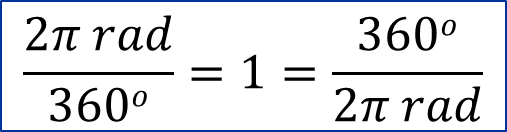 2π rad / 360° = 1 = 360° / 2π rad